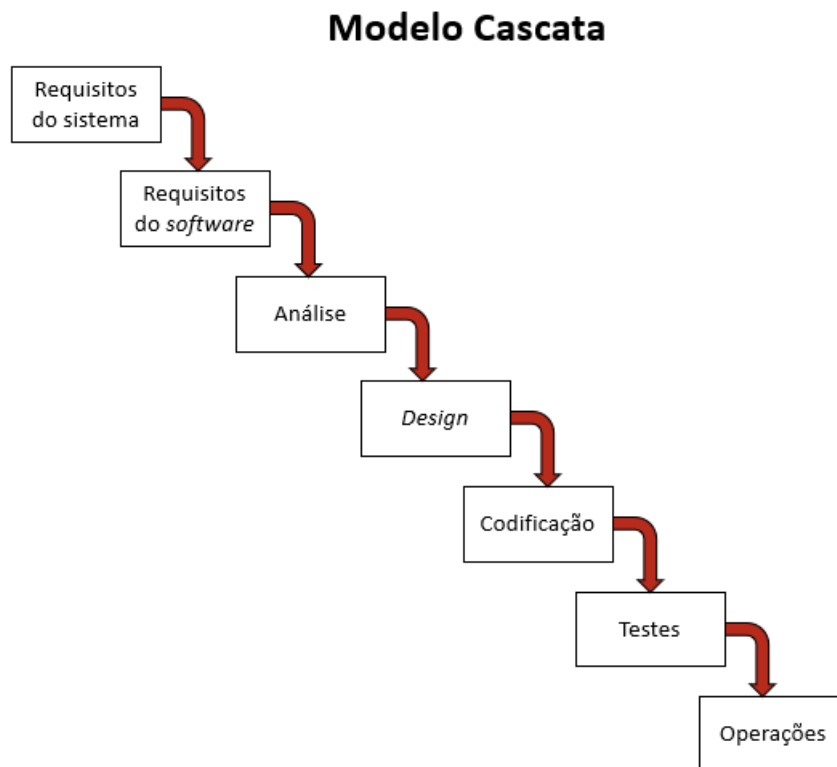 Modelo Cascata
Requisitos
do sistema
Requisitos
do software
Análise
Design
Codificação
Testes
Operações